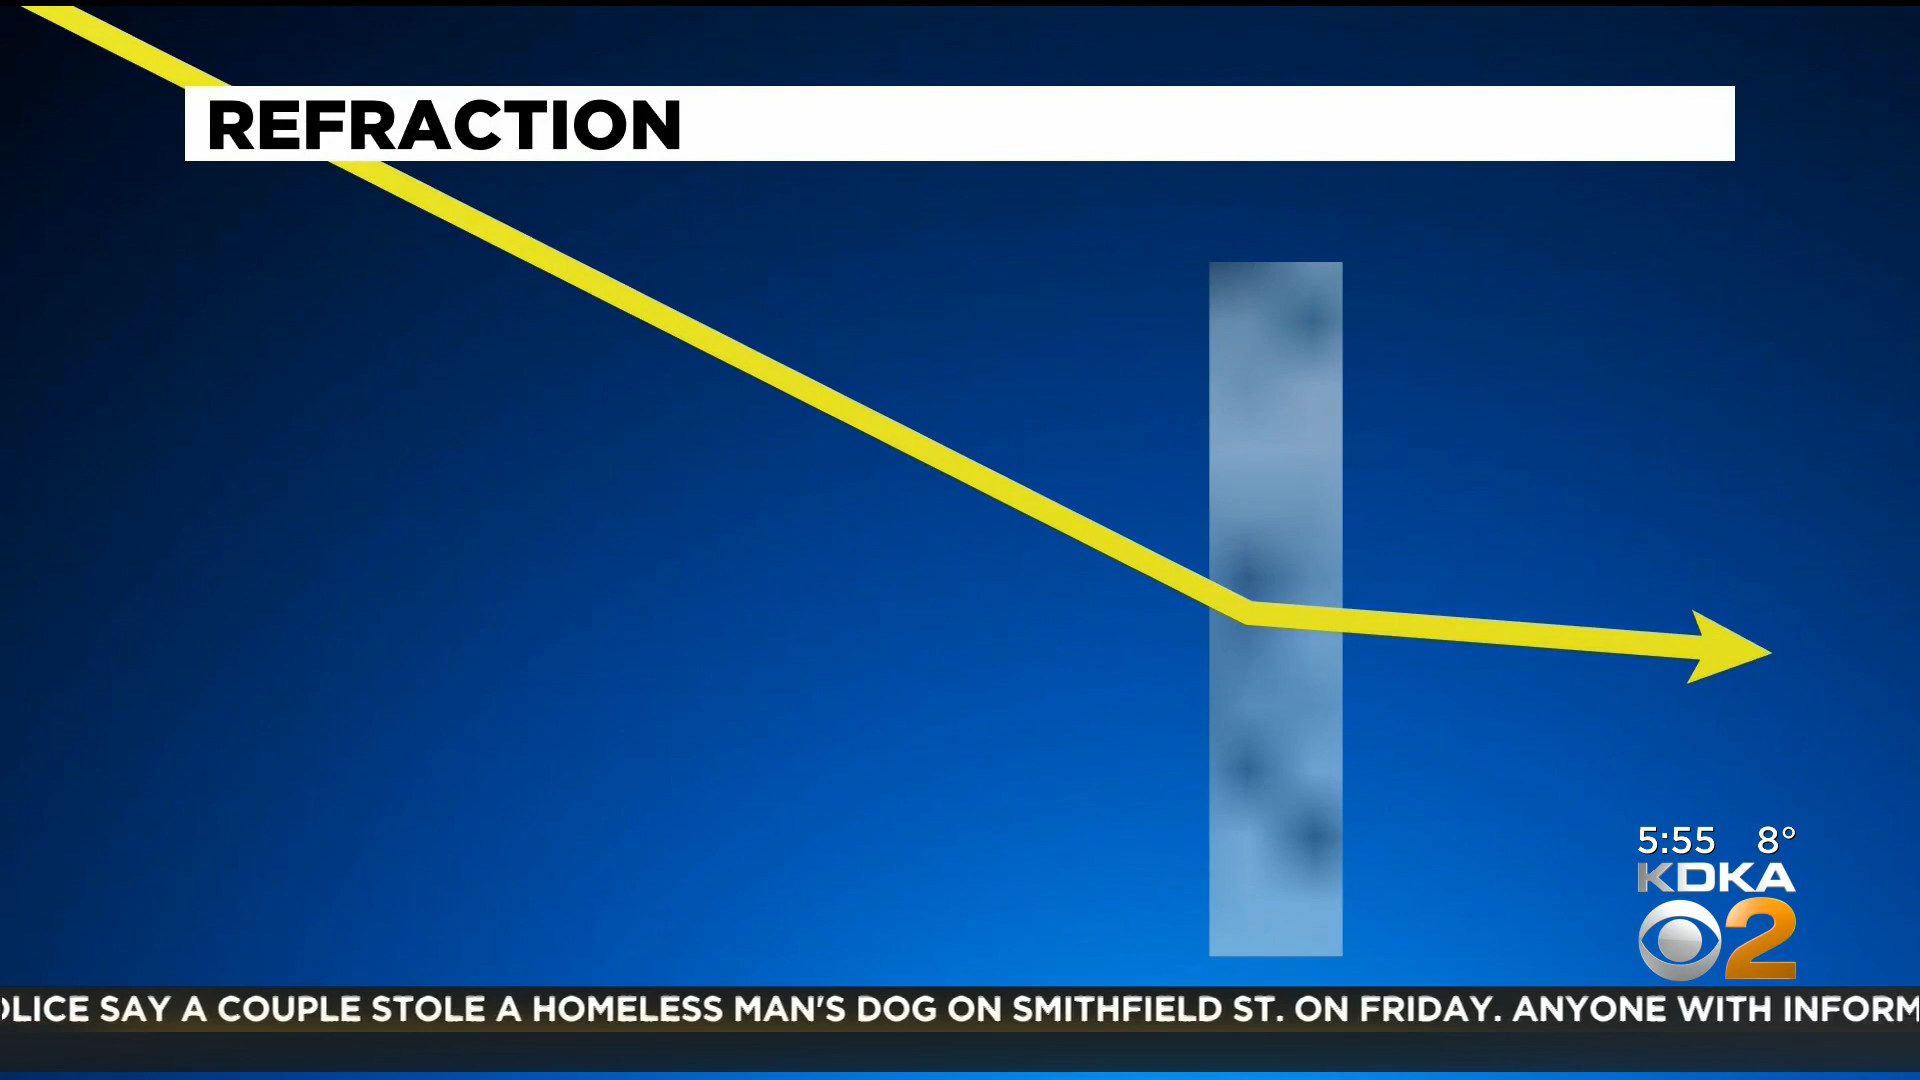 REFRACTION
5:55 8°
KDKA
2
LICE SAY A COUPLE STOLE A HOMELESS MAN'S DOG ON SMITHFIELD ST. ON FRIDAY. ANYONE WITH INFORM